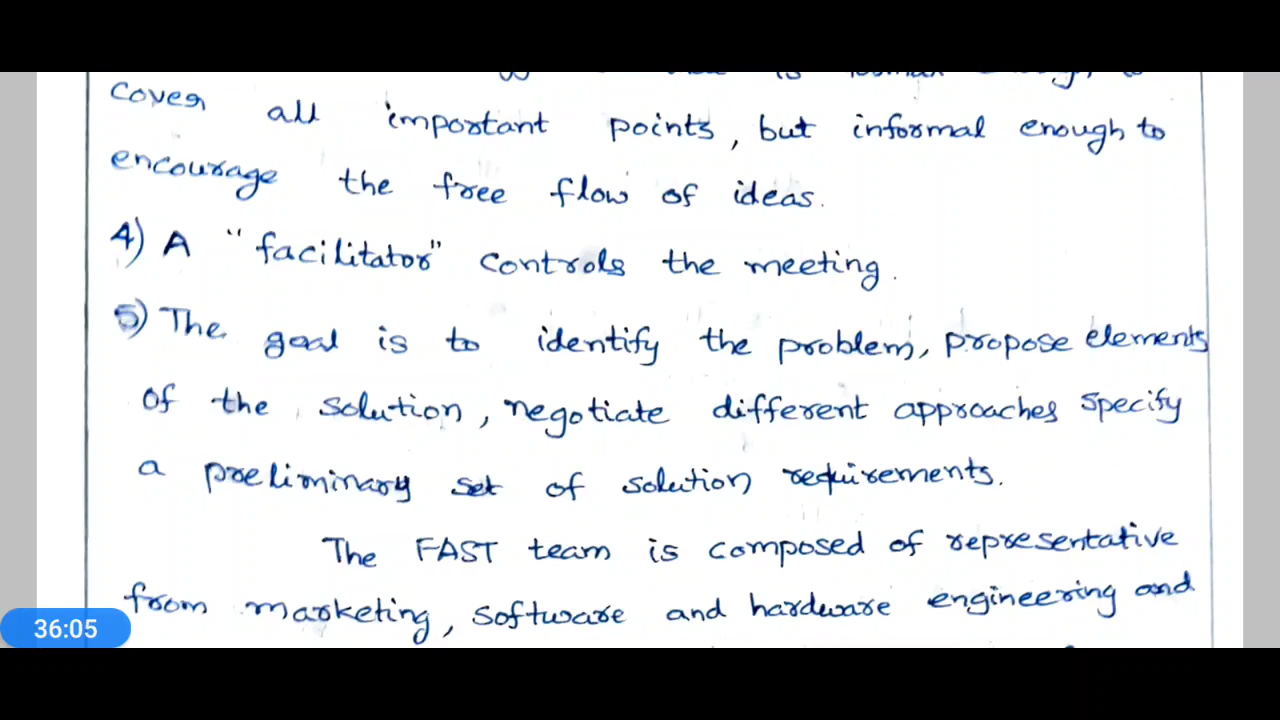 cover all important points, but informal enough to
encourage the free flow of ideas.
4) A "facilitator" controls the meeting.
5) The goal is to identify the problem, propose elements
of the solution, negotiate different approaches specify
a preliminary set of solution requirements.
The FAST team is composed of representative
from marketing, software and hardware engineering and
36:05